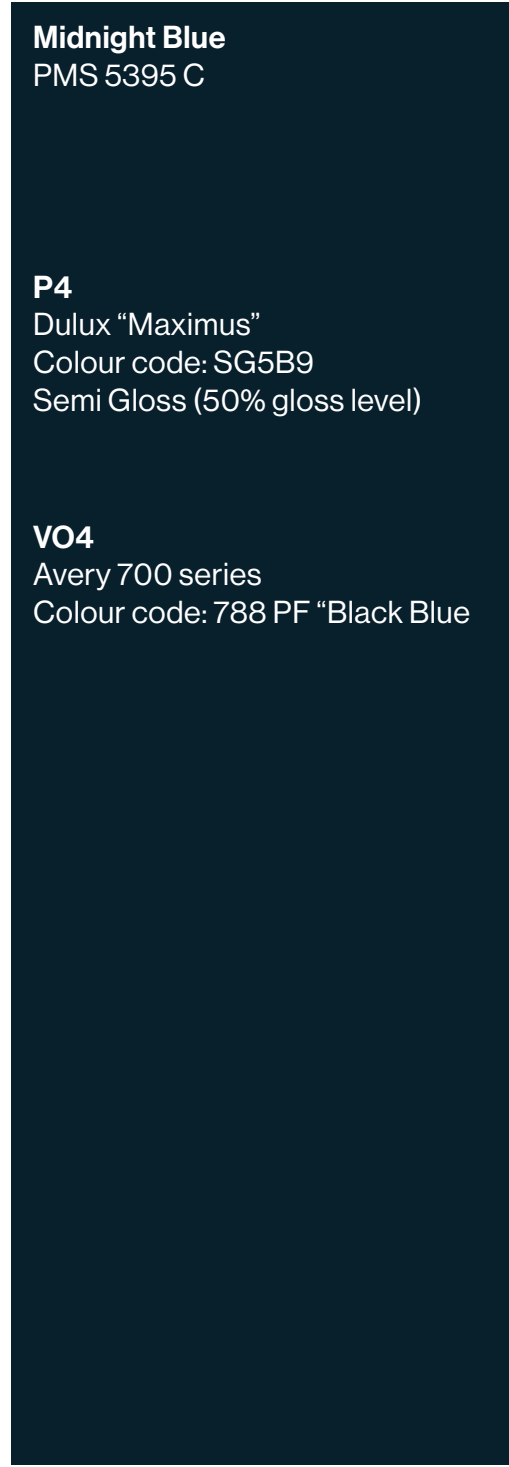 Midnight Blue
PMS 5395 C
P4
Dulux “Maximus”
Colour code: SG5B9
Semi Gloss (50% gloss level)
VO4
Avery 700 series
Colour code: 788 PF “Black Blue